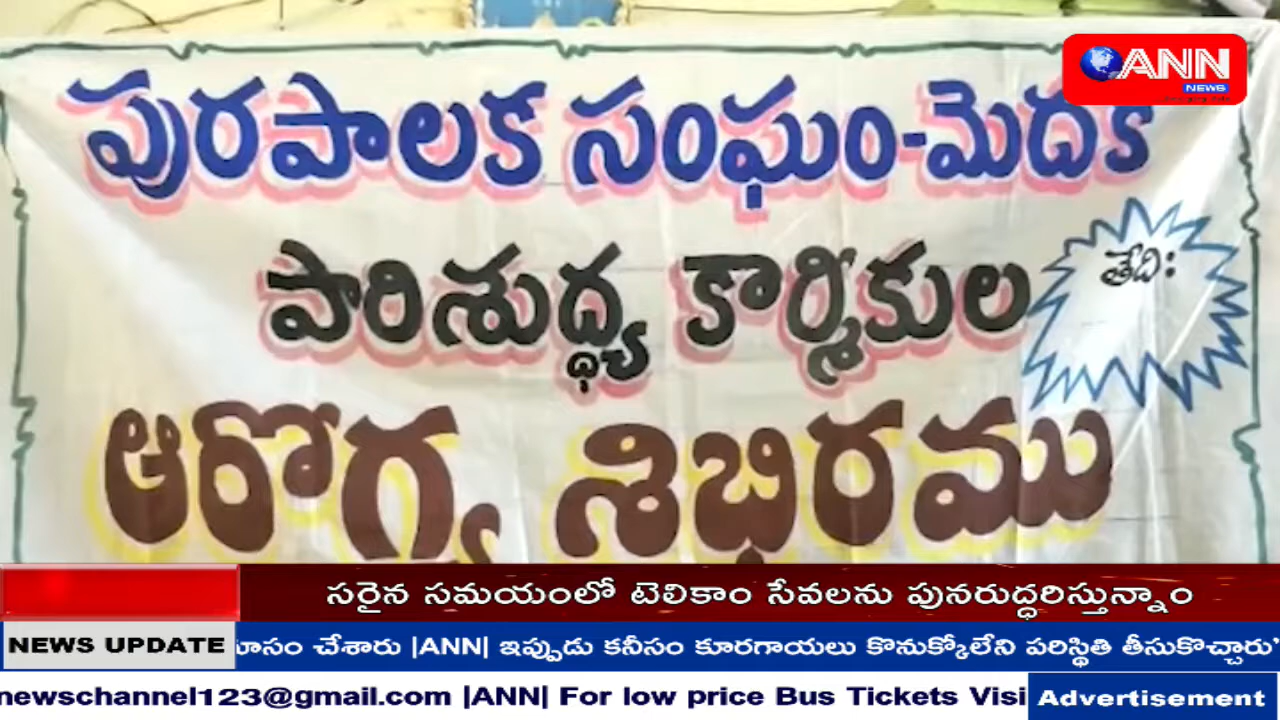 ANN
NEWS
పురపాలక సంఘం-మెదక్
పారిశుద్ధ్య కార్మికుల
తేది:
ఆరోగ్య శిబిరము
సరైన సమయంలో టెలికాం సేవలను పునరుద్ధరిస్తున్నాం
NEWS UPDATE
చేశారు |ANN| ఇప్పుడు కనీసం కూరగాయలు కొనుక్కోలేని పరిస్థితి తీసుకొచ్చారు'
newschannel123@gmail.com |ANN| For low price Bus Tickets Visi
Advertisement